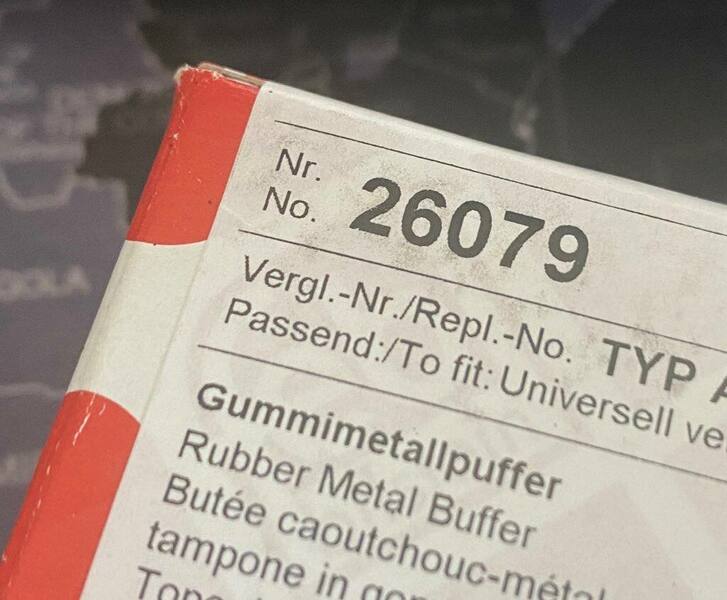 Nr.
No. 26079
Vergl.-Nr./Repl.-No. TYP
Passend:/To fit: Universell
Gummimetallpuffer
Rubber Metal Buffer
Butée caoutchouc-métal
tampone in